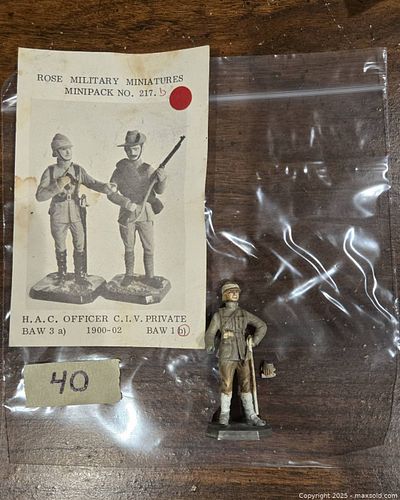 ROSE MILITARY MINIATURES
MINIPACK NO. 217. b
H.A.C. OFFICER C.I.V. PRIVATE
BAW 3 a) 1900-02 BAW 1 b)
40
Copyright © 2025 - maxsold.com